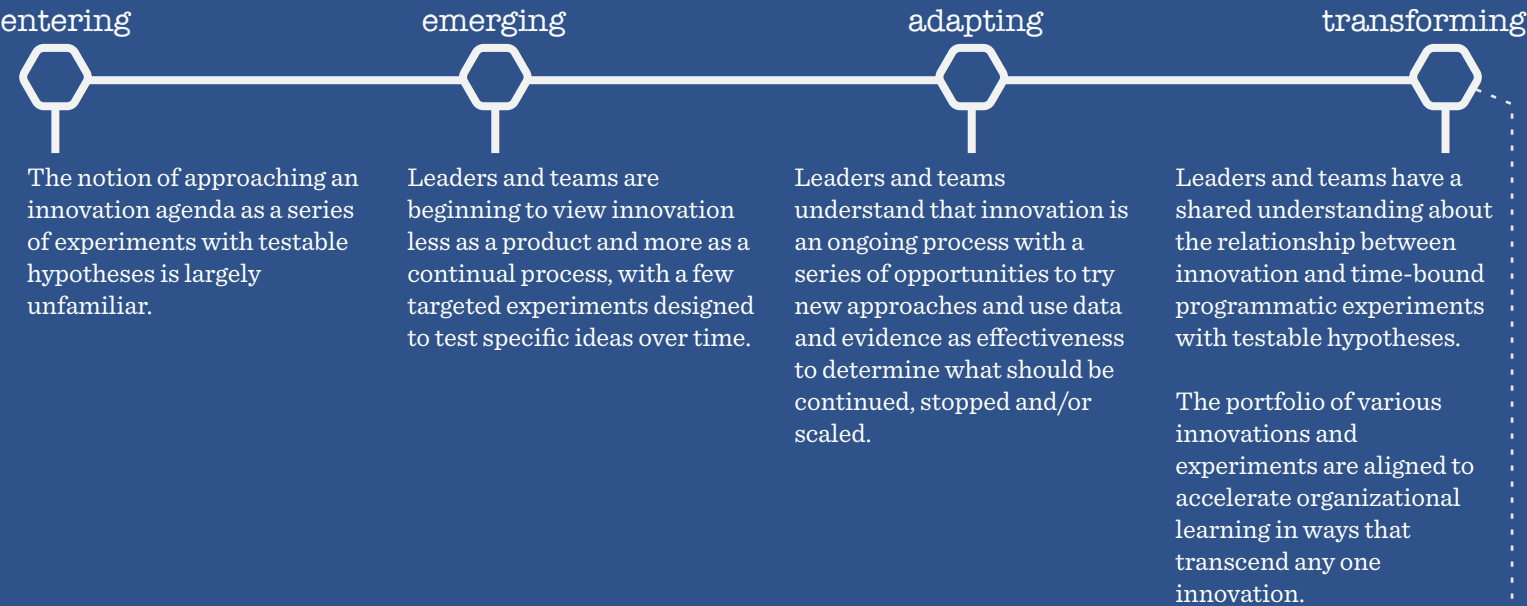 entering
emerging
adapting
transforming
The notion of approaching an
innovation agenda as a series
of experiments with testable
hypotheses is largely
unfamiliar.
Leaders and teams are
beginning to view innovation
less as a product and more as a
continual process, with a few
targeted experiments designed
to test specific ideas over time.
Leaders and teams
understand that innovation is
an ongoing process with a
series of opportunities to try
new approaches and use data
and evidence as effectiveness
to determine what should be
continued, stopped and/or
scaled.
Leaders and teams have a
shared understanding about
the relationship between
innovation and time-bound
programmatic experiments
with testable hypotheses.
The portfolio of various
innovations and
experiments are aligned to
accelerate organizational
learning in ways that
transcend any one
innovation.